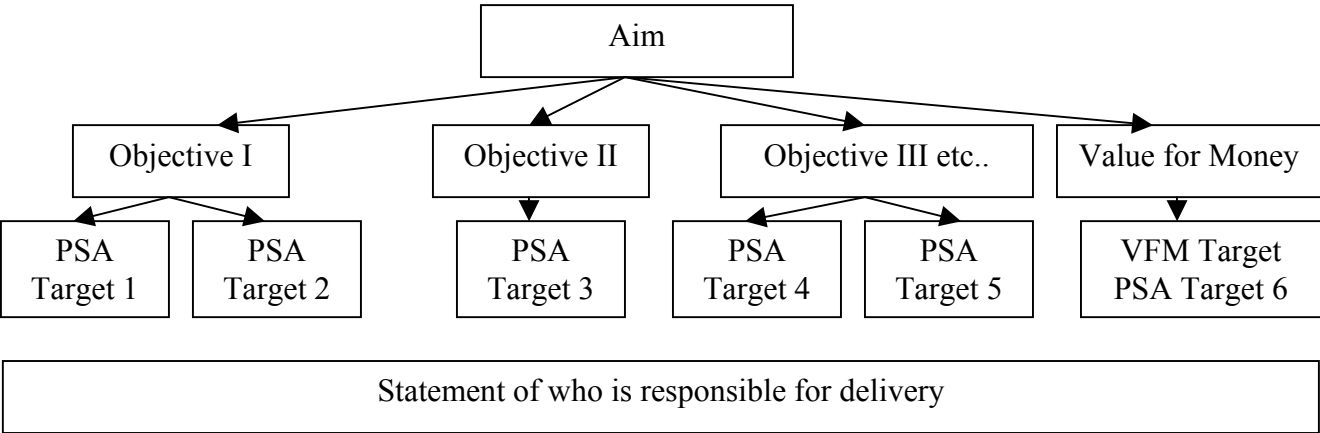 Aim
Objective I
Objective II
Objective III etc..
Value for Money
PSA
Target 1
PSA
Target 2
PSA
Target 3
PSA
Target 4
PSA
Target 5
VFM Target
PSA Target 6
Statement of who is responsible for delivery